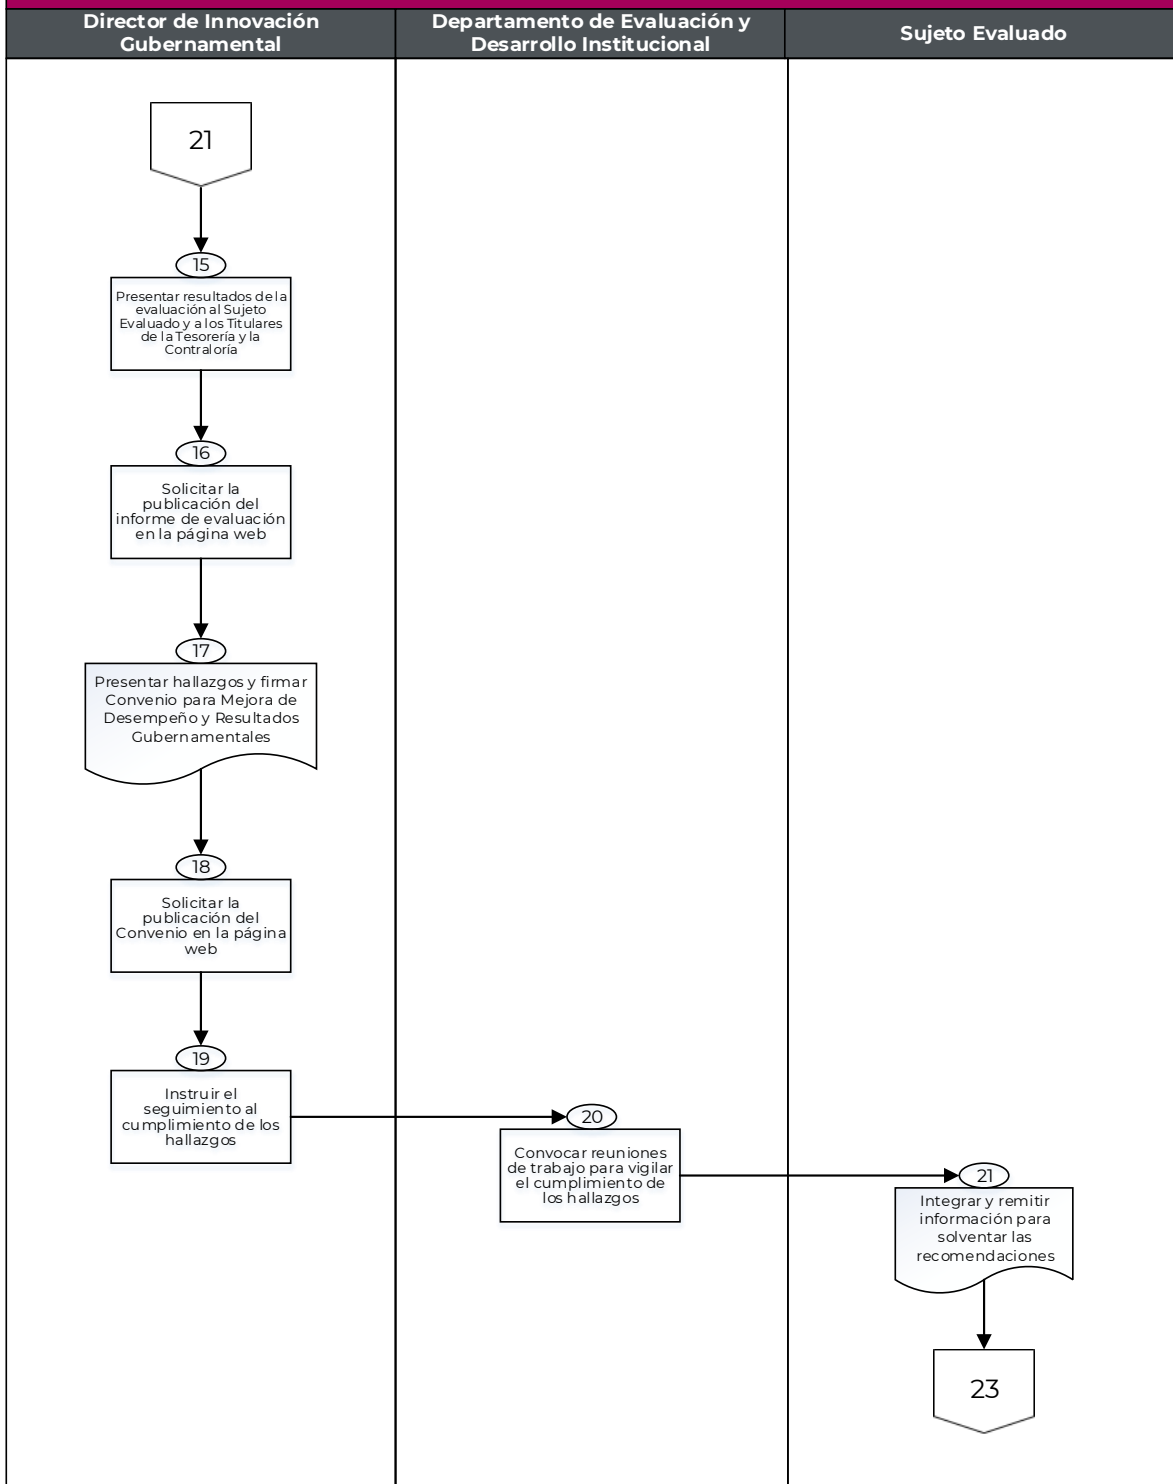 Director de Innovación
Gubernamental
Departamento de Evaluación y
Desarrollo Institucional
Sujeto Evaluado
21
15
Presentar resultados de la
evaluación al Sujeto
Evaluado y a los Titulares
de la Tesorería y la
Contraloría
16
Solicitar la
publicación del
informe de evaluación
en la página web
17
Presentar hallazgos y firmar
Convenio para Mejora de
Desempeño y Resultados
Gubernamentales
18
Solicitar la
publicación del
Convenio en la página
web
19
Instruir el
seguimiento al
cumplimiento de los
hallazgos
20
Convocar reuniones
de trabajo para vigilar
el cumplimiento de
los hallazgos
21
Integrar y remitir
información para
solventar las
recomendaciones
23